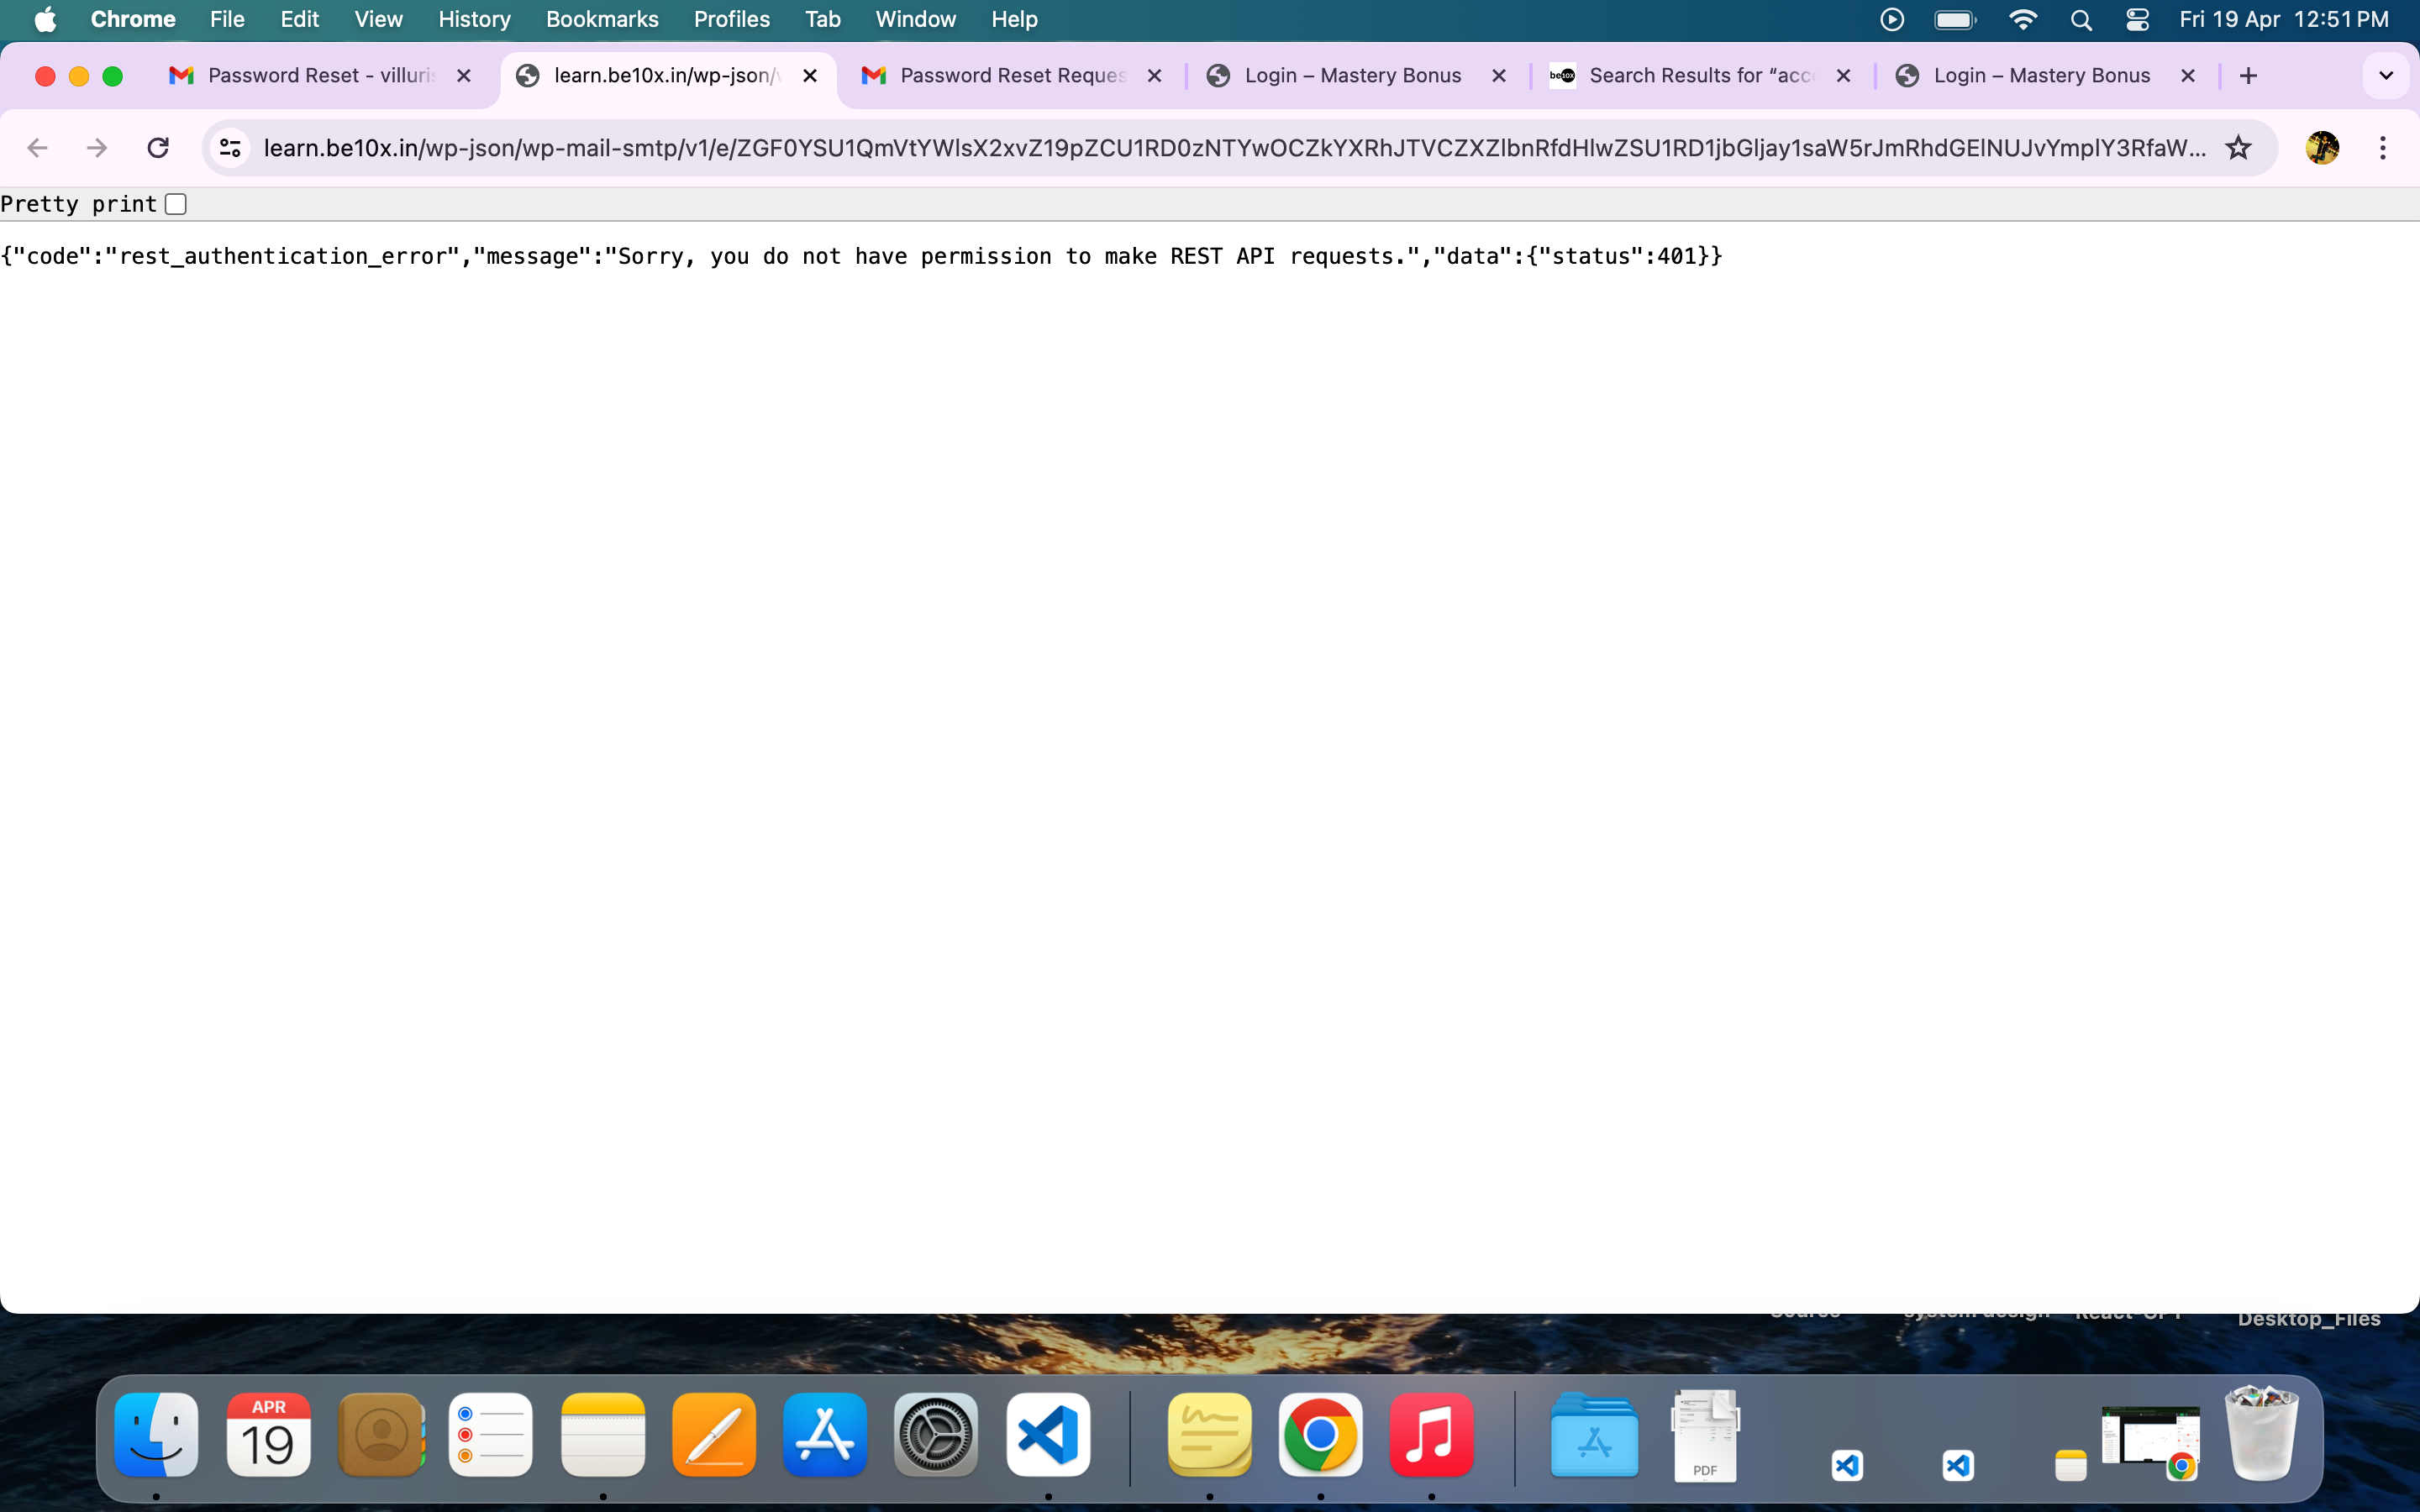 Chrome File Edit View History Bookmarks Profiles Tab Window Help Fri 19 Apr 12:51 PM
Password Reset - villuri learn.be10x.in/wp-json/ Password Reset Reques Login – Mastery Bonus be10x Search Results for “acc Login – Mastery Bonus
learn.be10x.in/wp-json/wp-mail-smtp/v1/e/ZGF0YSU1QmVtYWlsX2xvZ19pZCU1RD0zNTYwOCZkYXRhJTVCZXZlbnRfdHlwZSU1RD1jbGljay1saW5rJmRhdGElNUJvYmplY3RfaW...
Pretty print
{"code":"rest_authentication_error","message":"Sorry, you do not have permission to make REST API requests.","data":{"status":401}}
Desktop_Files
APR
19
PDF